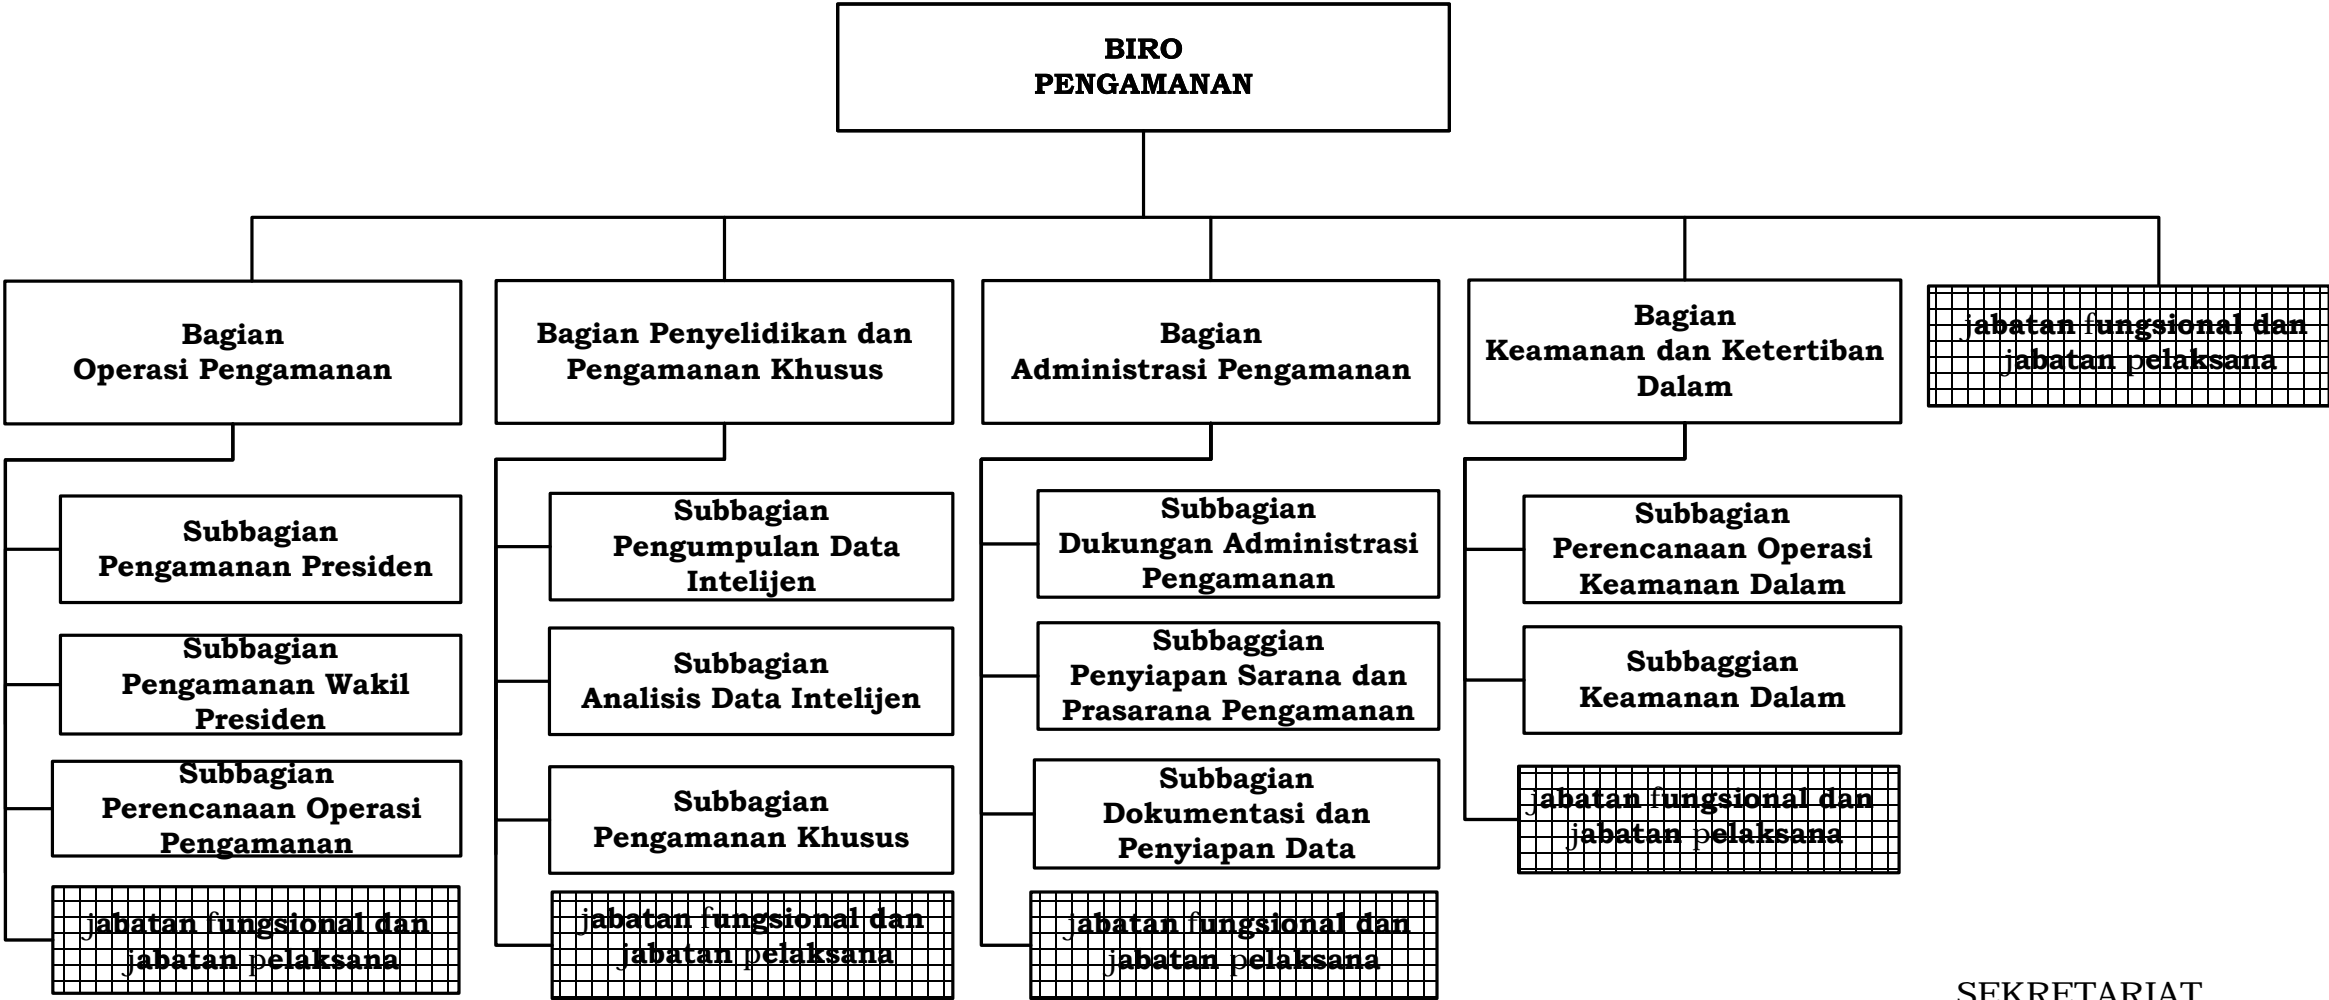 BIRO
PENGAMANAN
Bagian
Operasi Pengamanan
Bagian Penyelidikan dan
Pengamanan Khusus
Bagian
Administrasi Pengamanan
Bagian
Keamanan dan Ketertiban
Dalam
jabatan fungsional dan
jabatan pelaksana
Subbagian
Pengamanan Presiden
Subbagian
Pengamanan Wakil
Presiden
Subbagian
Perencanaan Operasi
Pengamanan
jabatan fungsional dan
jabatan pelaksana
Subbagian
Pengumpulan Data
Intelijen
Subbagian
Analisis Data Intelijen
Subbagian
Pengamanan Khusus
jabatan fungsional dan
jabatan pelaksana
Subbagian
Dukungan Administrasi
Pengamanan
Subbaggian
Penyiapan Sarana dan
Prasarana Pengamanan
Subbagian
Dokumentasi dan
Penyiapan Data
jabatan fungsional dan
jabatan pelaksana
Subbagian
Perencanaan Operasi
Keamanan Dalam
Subbaggian
Keamanan Dalam
jabatan fungsional dan
jabatan pelaksana
SEKRETARIAT